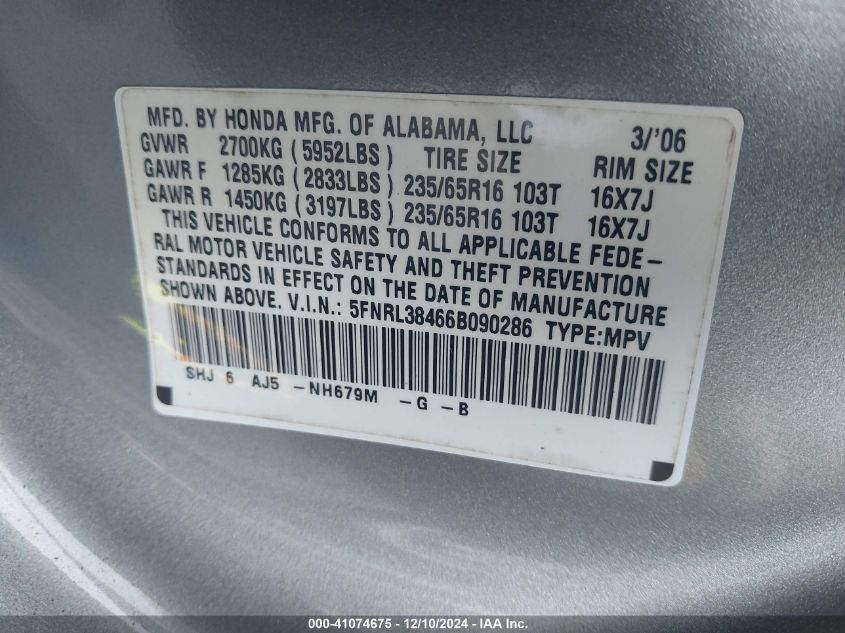 MFD. BY HONDA MFG. OF ALABAMA, LLC 3/'06
GVWR 2700KG ( 5952LBS ) TIRE SIZE RIM SIZE
GAWR F 1285KG ( 2833LBS ) 235/65R16 103T 16X7J
GAWR R 1450KG ( 3197LBS ) 235/65R16 103T 16X7J
THIS VEHICLE CONFORMS TO ALL APPLICABLE FEDE-
RAL MOTOR VEHICLE SAFETY AND THEFT PREVENTION
STANDARDS IN EFFECT ON THE DATE OF MANUFACTURE
SHOWN ABOVE. V.I.N.: 5FNRL38466B090286 TYPE:MPV
SHJ 6 AJ5 -NH679M -G -B
000-41074675 - 12/10/2024 - IAA Inc.